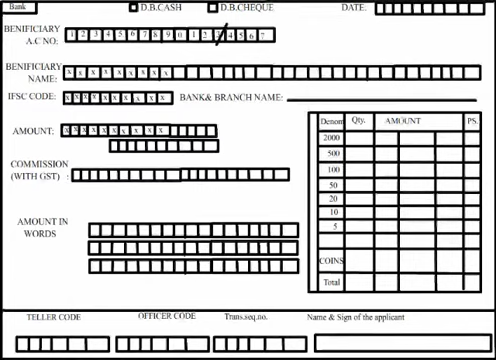 Bank D.B.CASH D.B.CHEQUE DATE:
BENIFICIARY
A.C NO: 1 2 3 4 5 6 7 8 9 0 1 2 3 4 5 6 7
BENIFICIARY
NAME: x x x x x x x x x x
IFSC CODE: x x x x x x x x x x x BANK& BRANCH NAME:
AMOUNT: x x x x x x x x x x
COMMISSION
(WITH GST) :
AMOUNT IN
WORDS
Denom Qty. AMOUNT PS.
2000
500
100
50
20
10
5
COINS
Total
TELLER CODE OFFICER CODE Trans.seq.no. Name & Sign of the applicant